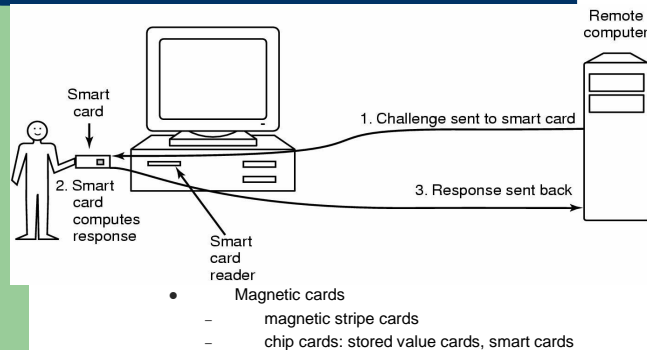 Remote
computer
Smart
card
1. Challenge sent to smart card
2. Smart
card
computes
response
3. Response sent back
Smart
card
reader
• Magnetic cards
– magnetic stripe cards
– chip cards: stored value cards, smart cards